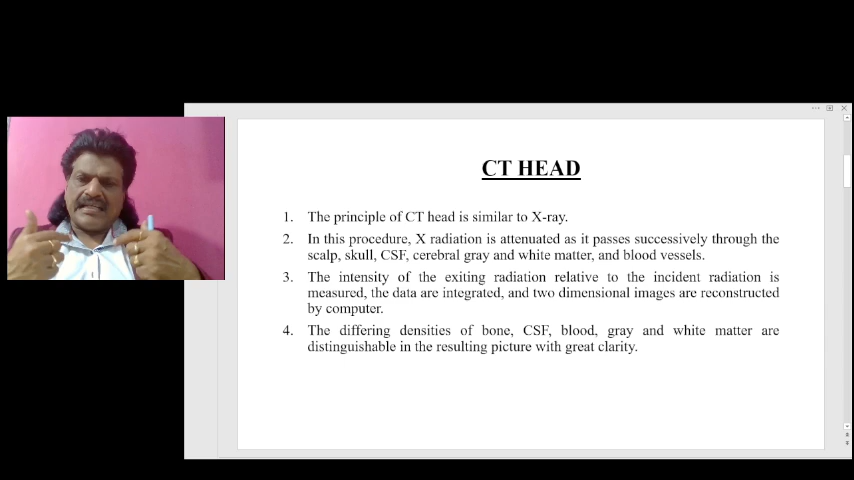 CT HEAD
1. The principle of CT head is similar to X-ray.
2. In this procedure, X radiation is attenuated as it passes successively through the
scalp, skull, CSF, cerebral gray and white matter, and blood vessels.
3. The intensity of the exiting radiation relative to the incident radiation is
measured, the data are integrated, and two dimensional images are reconstructed
by computer.
4. The differing densities of bone, CSF, blood, gray and white matter are
distinguishable in the resulting picture with great clarity.